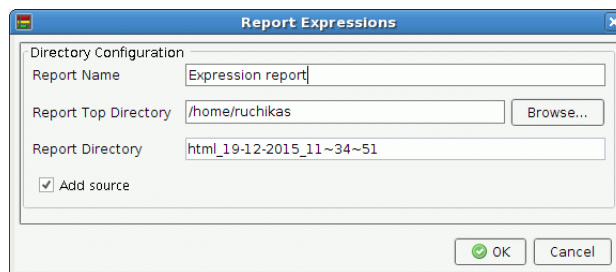 Report Expressions
Directory Configuration
Report Name Expression report
Report Top Directory /home/ruchikas Browse...
Report Directory html_19-12-2015_11~34~51
Add source
OK Cancel